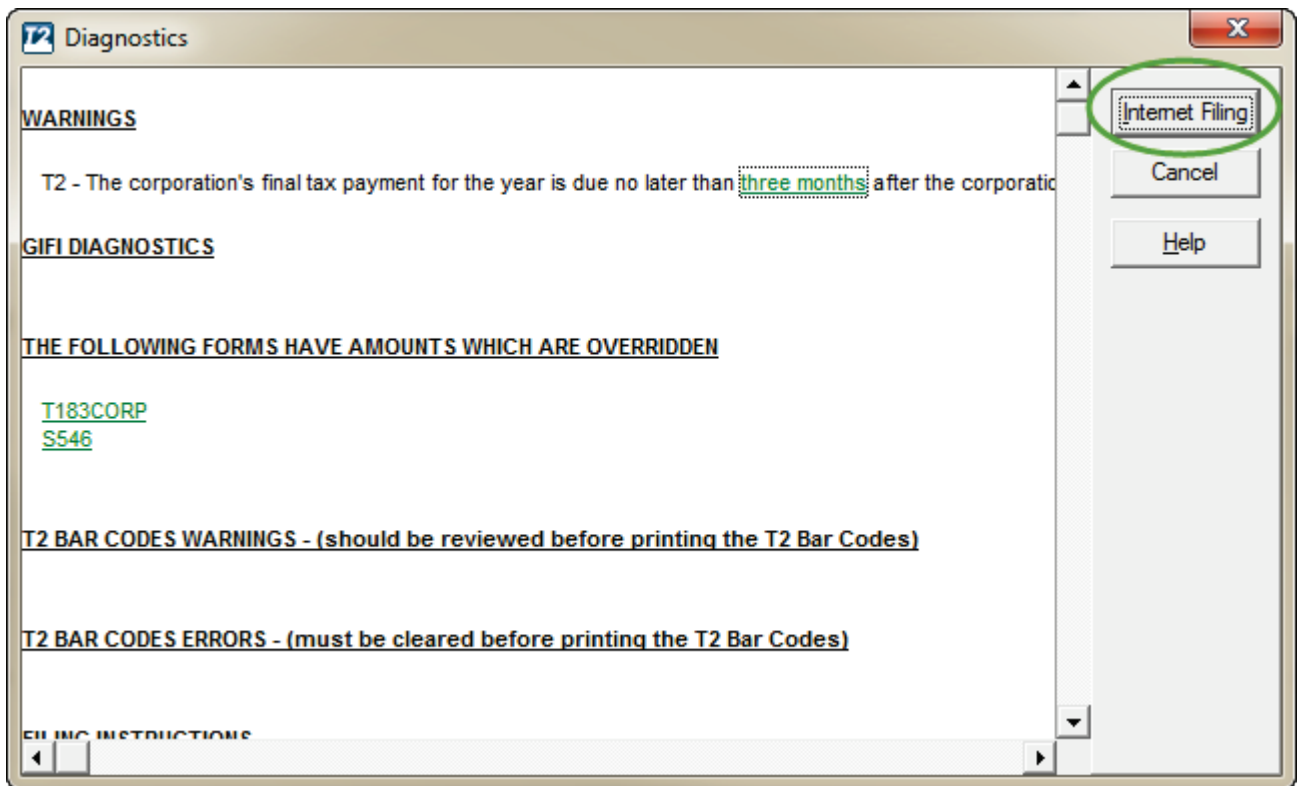 T2 Diagnostics
Internet Filing
WARNINGS
T2 - The corporation's final tax payment for the year is due no later than three months after the corporatio
Cancel
GIFI DIAGNOSTICS
Help
THE FOLLOWING FORMS HAVE AMOUNTS WHICH ARE OVERRIDDEN
T183CORP
S546
T2 BAR CODES WARNINGS - (should be reviewed before printing the T2 Bar Codes)
T2 BAR CODES ERRORS - (must be cleared before printing the T2 Bar Codes)
FILING INSTRUCTIONS